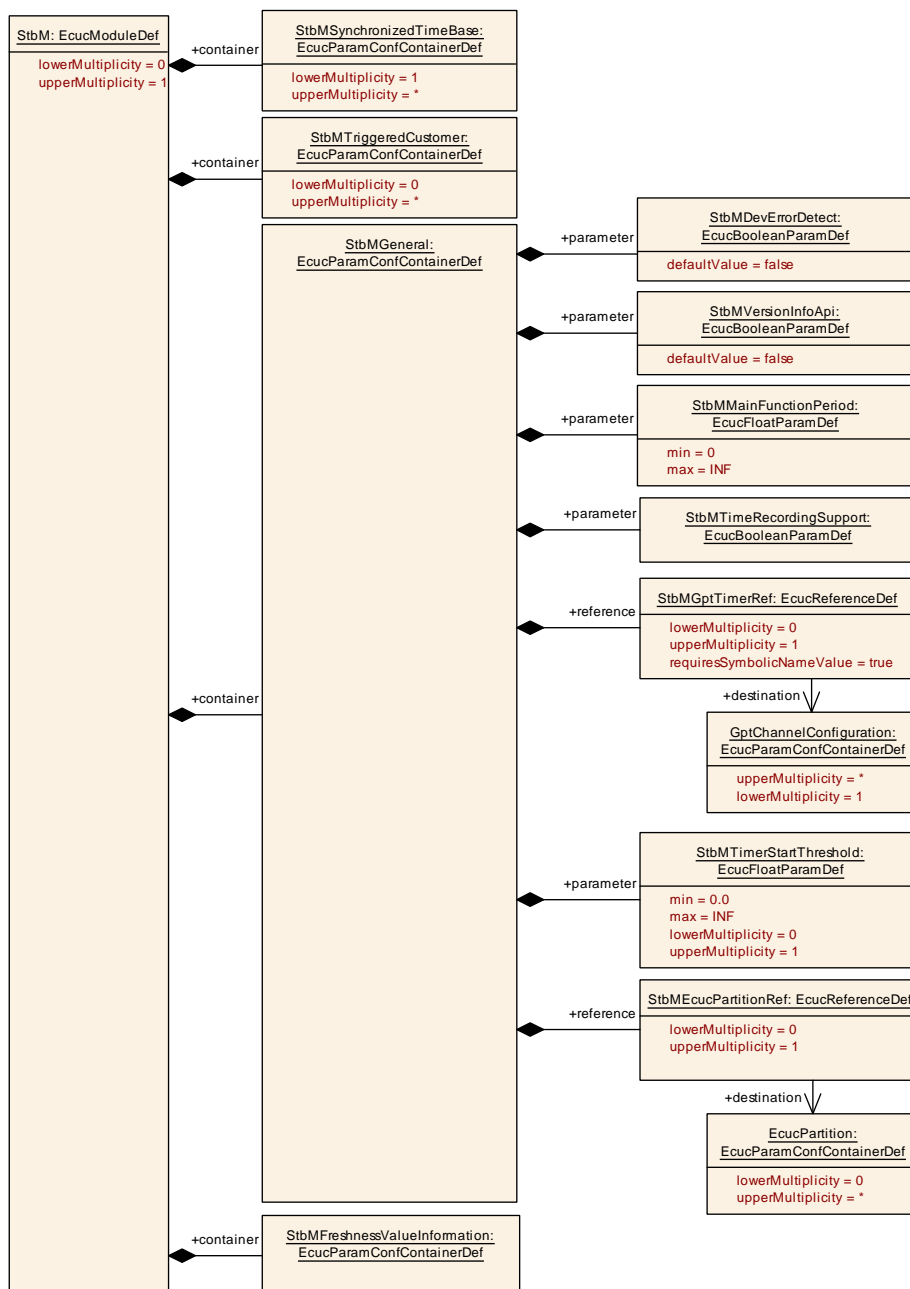 StbM: EcucModuleDef
lowerMultiplicity = 0
upperMultiplicity = 1
+container
StbMSynchronizedTimeBase:
EcucParamConfContainerDef
lowerMultiplicity = 1
upperMultiplicity = *
+container
StbMTriggeredCustomer:
EcucParamConfContainerDef
lowerMultiplicity = 0
upperMultiplicity = *
+container
StbMGeneral:
EcucParamConfContainerDef
+parameter
StbMDevErrorDetect:
EcucBooleanParamDef
defaultValue = false
+parameter
StbMVersionInfoApi:
EcucBooleanParamDef
defaultValue = false
+parameter
StbMMainFunctionPeriod:
EcucFloatParamDef
min = 0
max = INF
+parameter
StbMTimeRecordingSupport:
EcucBooleanParamDef
+reference
StbMGptTimerRef: EcucReferenceDef
lowerMultiplicity = 0
upperMultiplicity = 1
requiresSymbolicNameValue = true
+destination
GptChannelConfiguration:
EcucParamConfContainerDef
upperMultiplicity = *
lowerMultiplicity = 1
+parameter
StbMTimerStartThreshold:
EcucFloatParamDef
min = 0.0
max = INF
lowerMultiplicity = 0
upperMultiplicity = 1
+reference
StbMEcucPartitionRef: EcucReferenceDef
lowerMultiplicity = 0
upperMultiplicity = 1
+destination
EcucPartition:
EcucParamConfContainerDef
lowerMultiplicity = 0
upperMultiplicity = *
+container
StbMFreshnessValueInformation:
EcucParamConfContainerDef